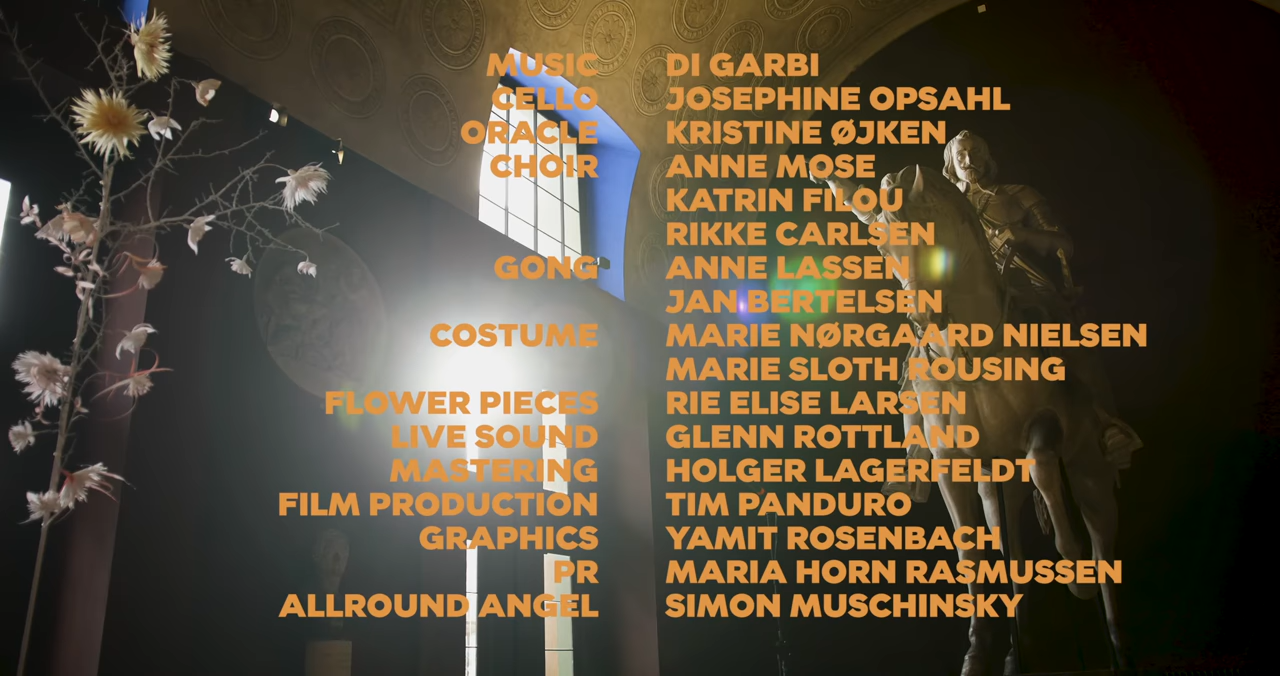 MUSIC DI GARBI
CELLO JOSEPHINE OPSAHL
ORACLE KRISTINE ØJKEN
CHOIR ANNE MOSE
KATRIN FILOU
RIKKE CARLSEN
GONG ANNE LASSEN
JAN BERTELSEN
COSTUME MARIE NØRGAARD NIELSEN
MARIE SLOTH ROUSING
FLOWER PIECES RIE ELISE LARSEN
LIVE SOUND GLENN ROTTLAND
MASTERING HOLGER LAGERFELDT
FILM PRODUCTION TIM PANDURO
GRAPHICS YAMIT ROSENBACH
PR MARIA HORN RASMUSSEN
ALLROUND ANGEL SIMON MUSCHINSKY